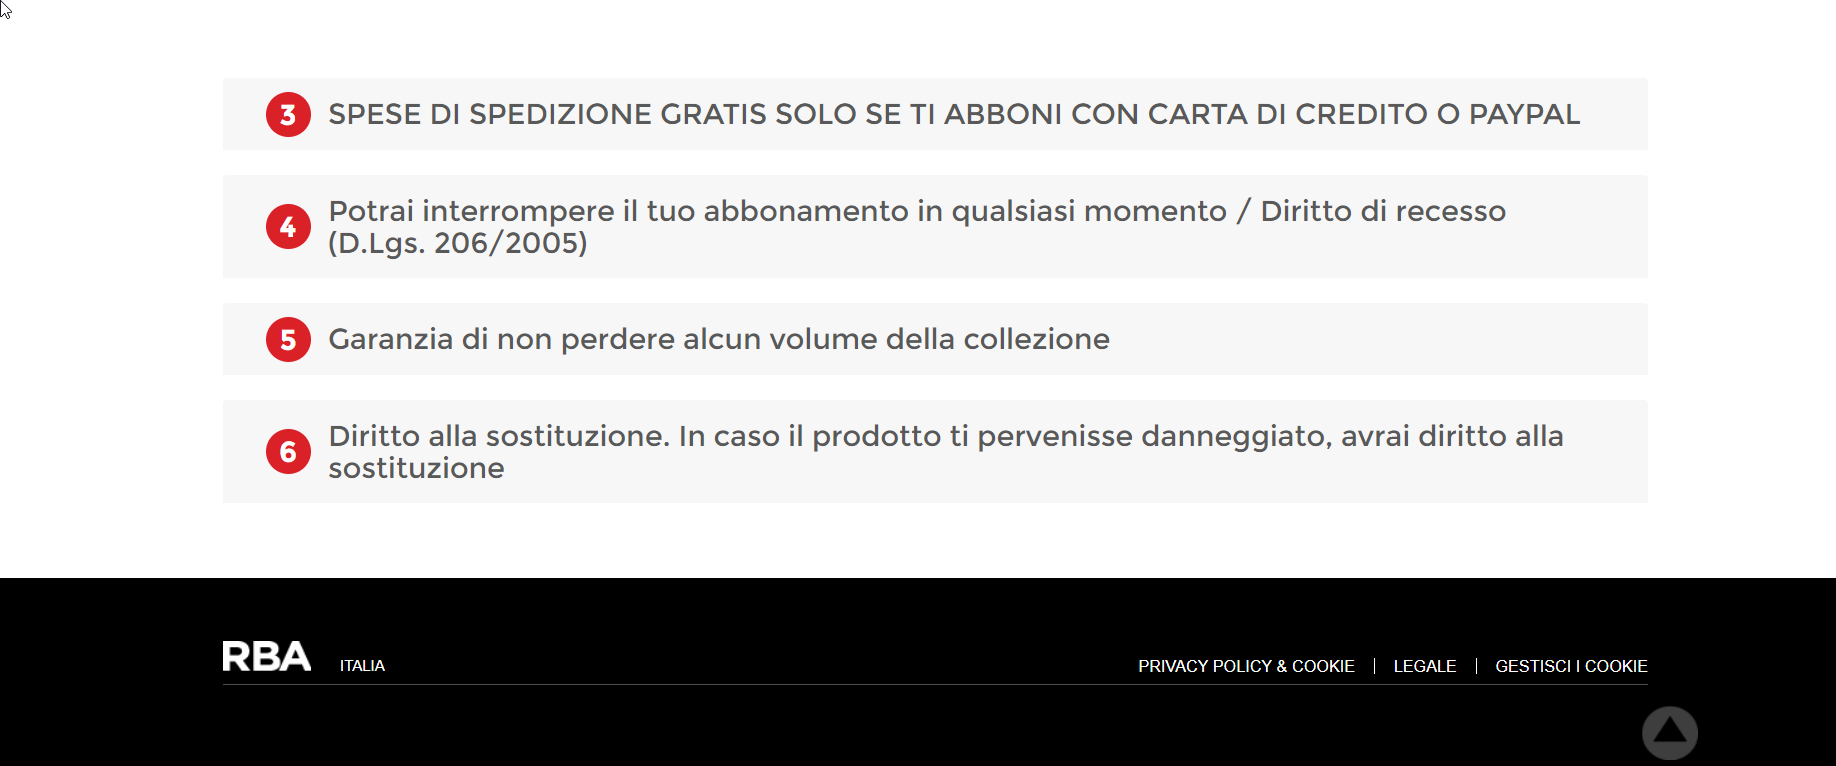 3 SPESE DI SPEDIZIONE GRATIS SOLO SE TI ABBONI CON CARTA DI CREDITO O PAYPAL
4 Potrai interrompere il tuo abbonamento in qualsiasi momento / Diritto di recesso
(D.Lgs. 206/2005)
5 Garanzia di non perdere alcun volume della collezione
6 Diritto alla sostituzione. In caso il prodotto ti pervenisse danneggiato, avrai diritto alla
sostituzione
RBA ITALIA PRIVACY POLICY & COOKIE | LEGALE | GESTISCI I COOKIE